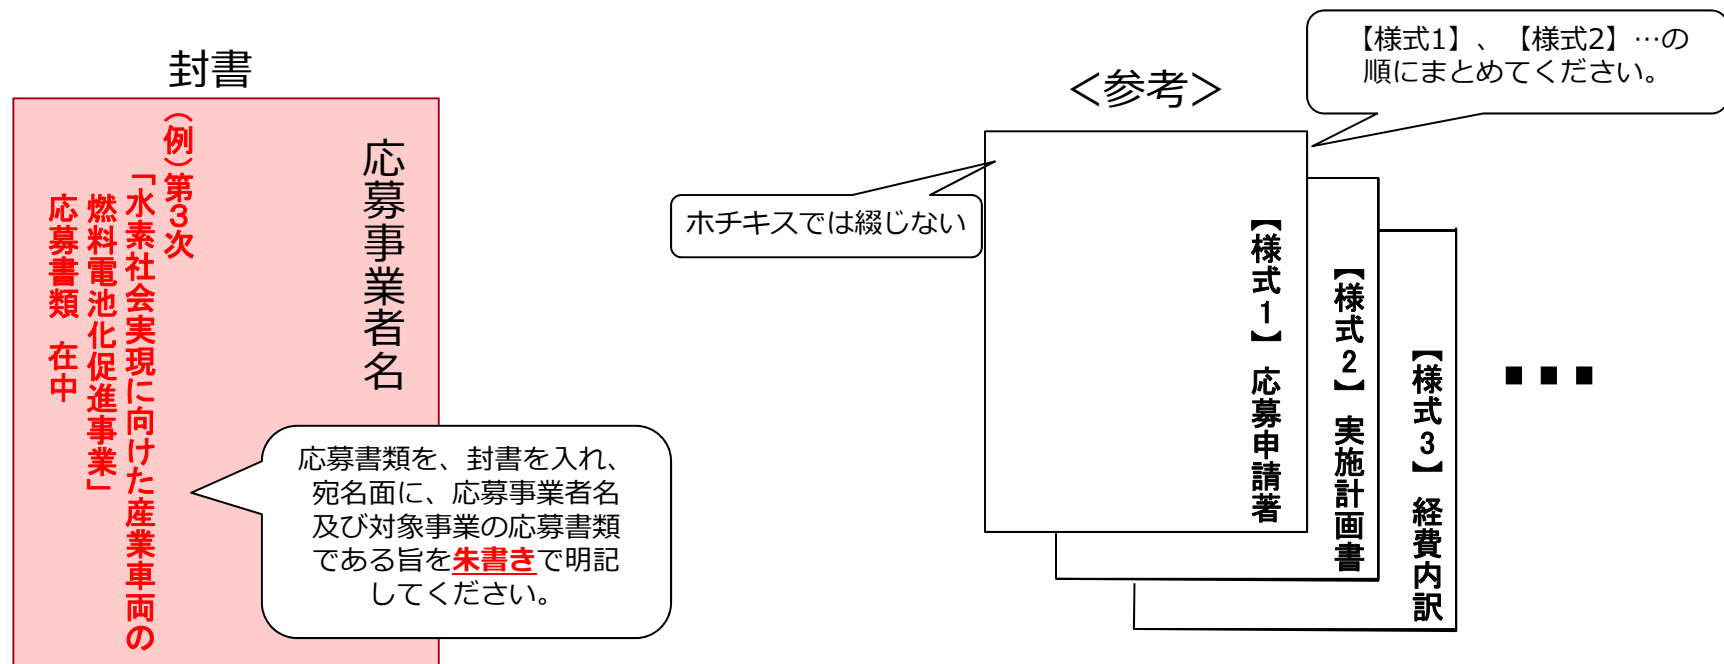 封書
応募事業者名
（例）第３次
「水素社会実現に向けた産業車両の
燃料電池化促進事業」
応募書類　在中
応募書類を、封書を入れ、
宛名面に、応募事業者名
及び対象事業の応募書類
である旨を朱書きで明記
してください。
＜参考＞
【様式1】、【様式2】…の
順にまとめてください。
ホチキスでは綴じない
【様式１】　応募申請著
【様式２】　実施計画書
【様式３】　経費内訳
…